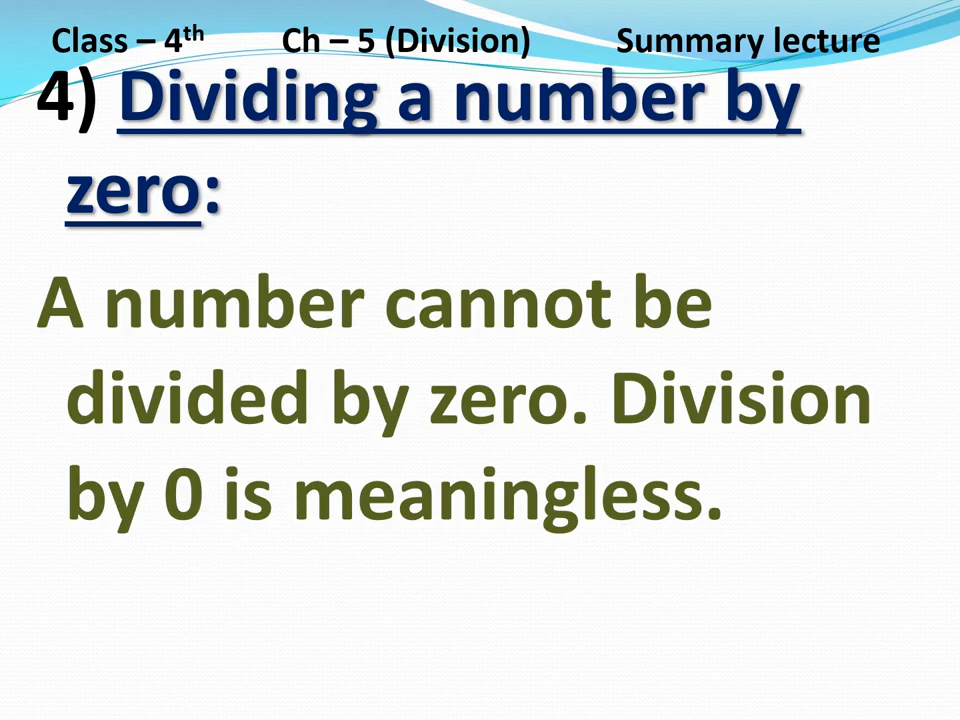 Class – 4th Ch – 5 (Division) Summary lecture
4) Dividing a number by
zero:
A number cannot be
divided by zero. Division
by 0 is meaningless.